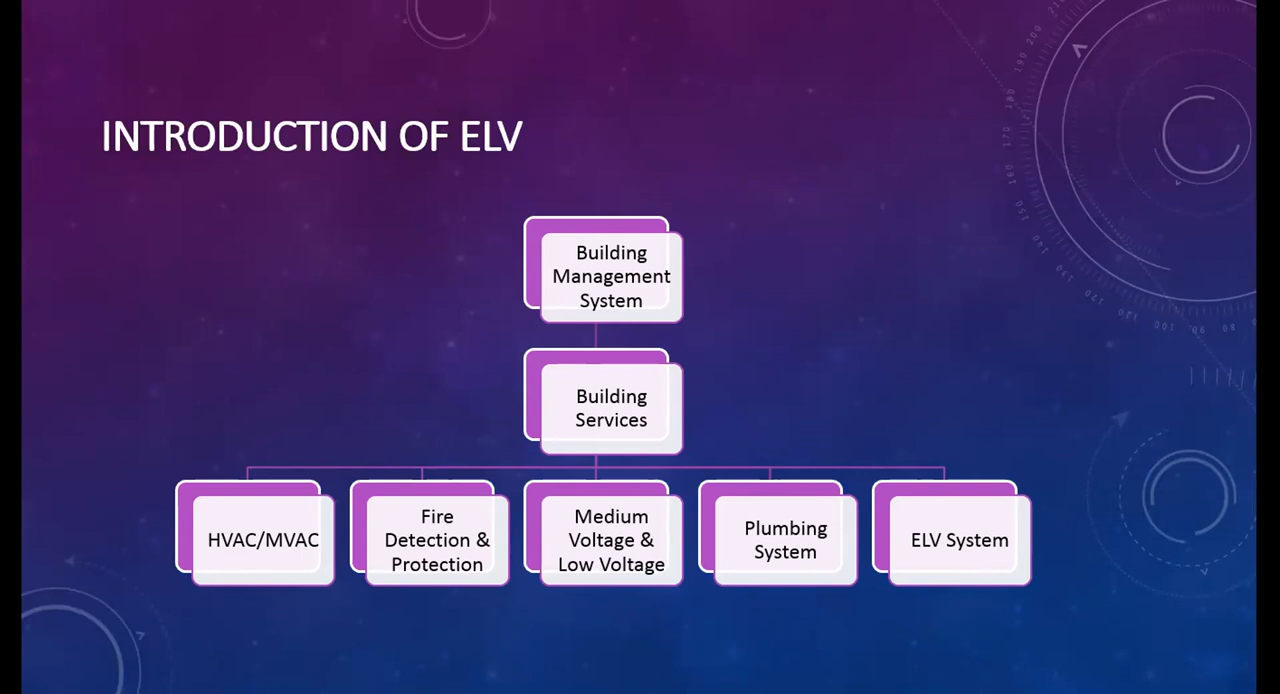 INTRODUCTION OF ELV
Building
Management
System
Building
Services
HVAC/MVAC
Fire
Detection &
Protection
Medium
Voltage &
Low Voltage
Plumbing
System
ELV System